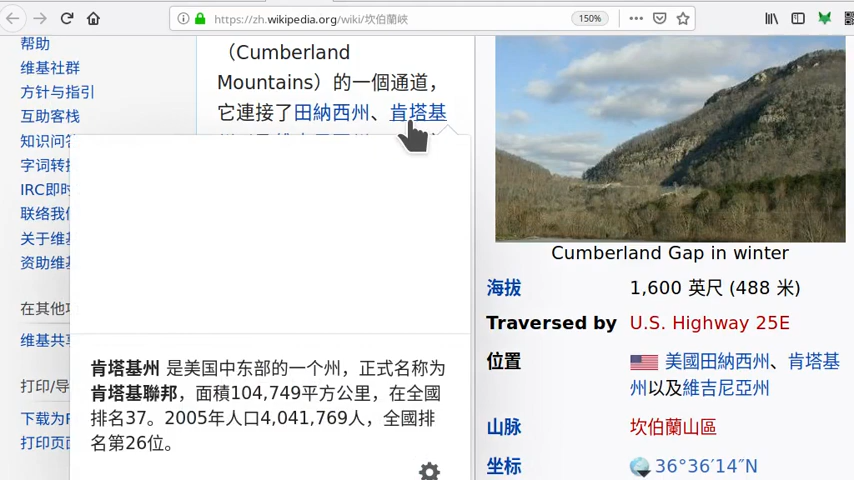 https://zh.wikipedia.org/wiki/坎伯蘭峽
150%
帮助
维基社群
方针与指引
互助客栈
知识问答
字词转
IRC即时
联络我们
关于维基
资助维基
在其他
维基共享
打印/导
下载为
打印页面
（Cumberland
Mountains）的一個通道，
它連接了田納西州、肯塔基
肯塔基州 是美国中东部的一个州，正式名称为
肯塔基聯邦，面積104,749平方公里，在全國
排名37。2005年人口4,041,769人，全國排
名第26位。
Cumberland Gap in winter
海拔 1,600 英尺 (488 米)
Traversed by U.S. Highway 25E
位置 美國田納西州、肯塔基
州以及維吉尼亞州
山脉 坎伯蘭山區
坐标 36°36′14″N